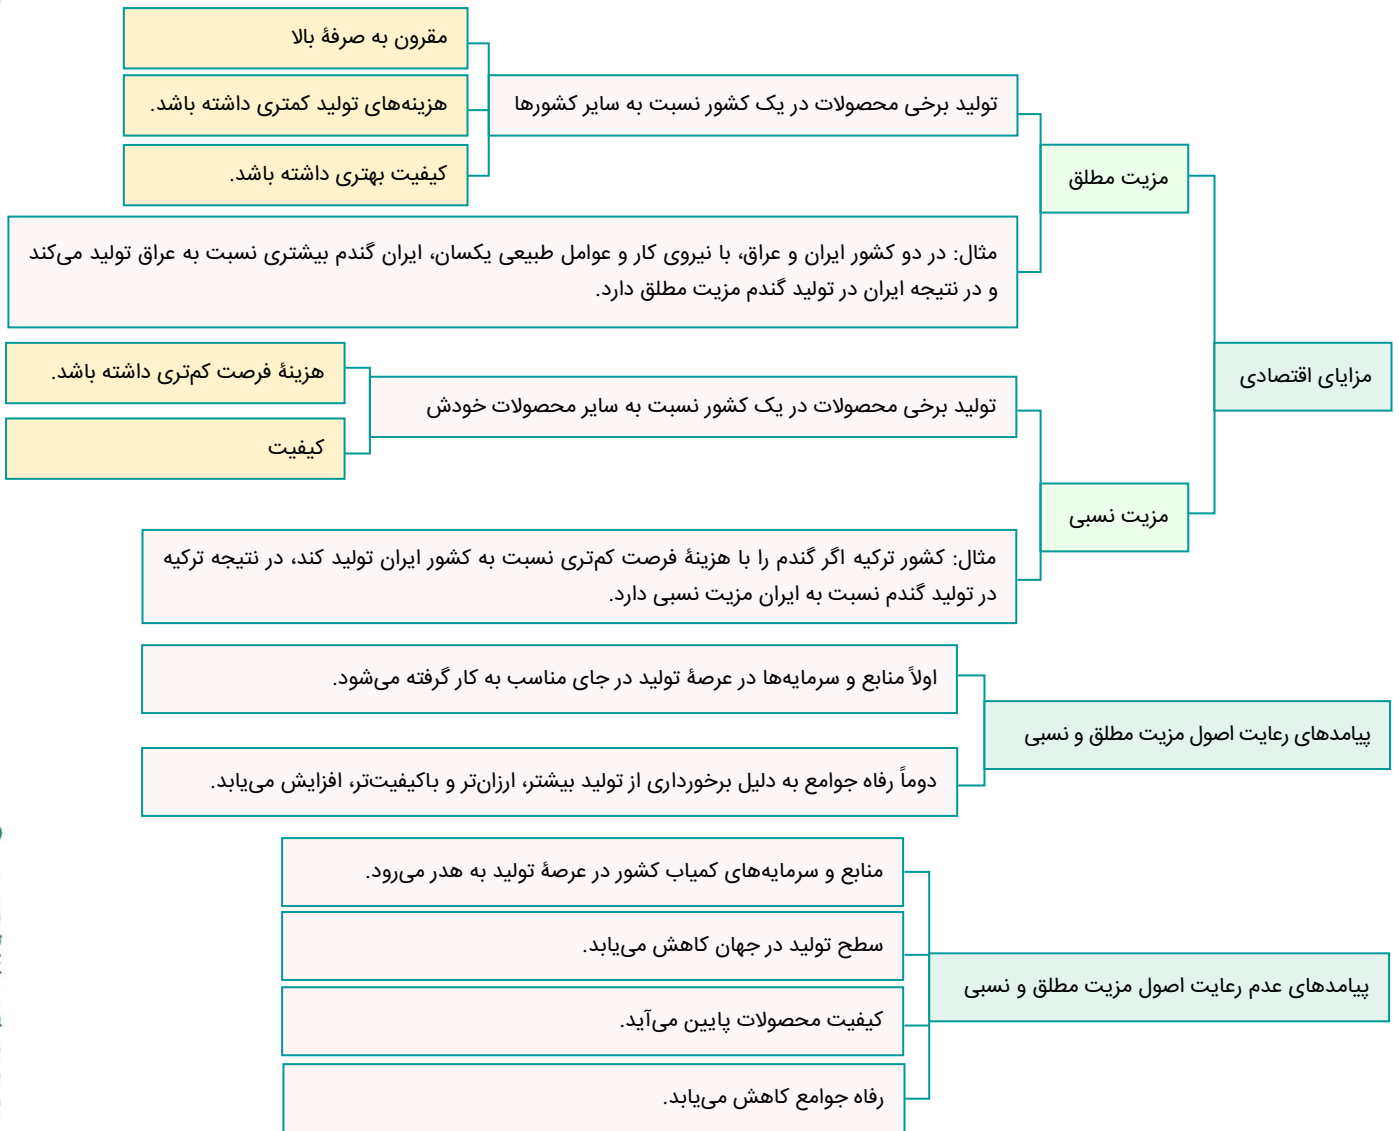 مزایای اقتصادی
مزیت مطلق
تولید برخی محصولات در یک کشور نسبت به سایر کشورها
مقرون به صرفهٔ بالا
هزینه‌های تولید کمتری داشته باشد.
کیفیت بهتری داشته باشد.
مثال: در دو کشور ایران و عراق، با نیروی کار و عوامل طبیعی یکسان، ایران گندم بیشتری نسبت به عراق تولید می‌کند
و در نتیجه ایران در تولید گندم مزیت مطلق دارد.
مزیت نسبی
تولید برخی محصولات در یک کشور نسبت به سایر محصولات خودش
هزینهٔ فرصت کم‌تری داشته باشد.
کیفیت
مثال: کشور ترکیه اگر گندم را با هزینهٔ فرصت کم‌تری نسبت به کشور ایران تولید کند، در نتیجه ترکیه
در تولید گندم نسبت به ایران مزیت نسبی دارد.
پیامدهای رعایت اصول مزیت مطلق و نسبی
اولاً منابع و سرمایه‌ها در عرصهٔ تولید در جای مناسب به کار گرفته می‌شود.
دوماً رفاه جوامع به دلیل برخورداری از تولید بیشتر، ارزان‌تر و باکیفیت‌تر، افزایش می‌یابد.
پیامدهای عدم رعایت اصول مزیت مطلق و نسبی
منابع و سرمایه‌های کمیاب کشور در عرصهٔ تولید به هدر می‌رود.
سطح تولید در جهان کاهش می‌یابد.
کیفیت محصولات پایین می‌آید.
رفاه جوامع کاهش می‌یابد.